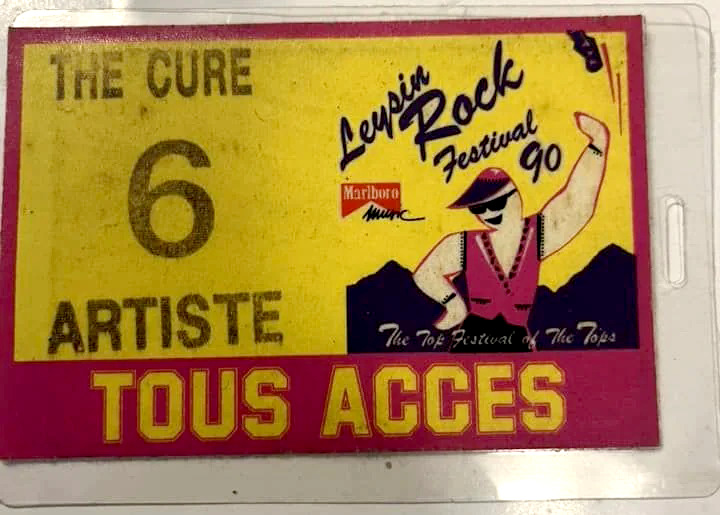 THE CURE
6
ARTISTE
Leysin
Rock
Festival
90
Marlboro
Music
The Top Festival of The Tops
TOUS ACCES